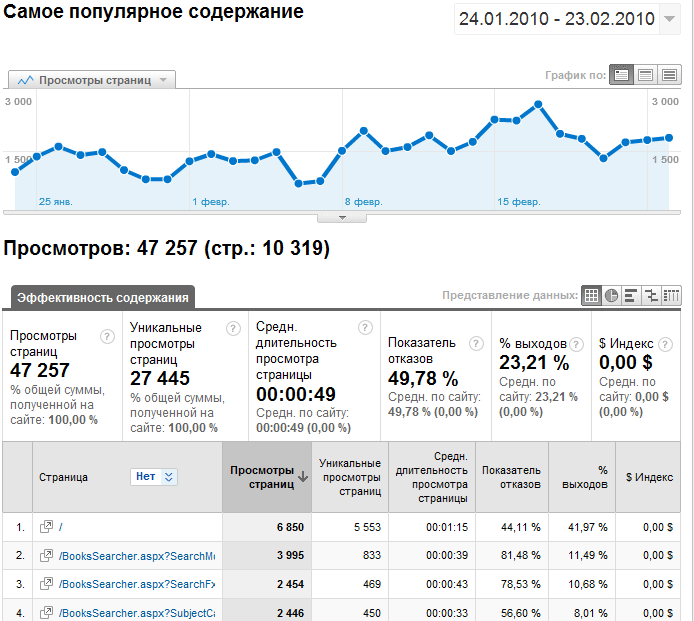 Самое популярное содержание
24.01.2010 - 23.02.2010
Просмотры страниц
График по:
3 000
3 000
1 500
1 500
25 янв.
1 февр.
8 февр.
15 февр.
Просмотров: 47 257 (стр.: 10 319)
Эффективность содержания
Представление данных:
Просмотры
страниц
47 257
% общей суммы,
полученной на
сайте: 100,00 %
Уникальные
просмотры
страниц
27 445
% общей суммы,
полученной на
сайте: 100,00 %
Средн.
длительность
просмотра
страницы
00:00:49
Средн. по сайту:
00:00:49 (0,00 %)
Показатель
отказов
49,78 %
Средн. по сайту:
49,78 % (0,00 %)
% выходов
23,21 %
Средн. по
сайту: 23,21 %
(0,00 %)
$ Индекс
0,00 $
Средн. по
сайту: 0,00 $
(0,00 %)
Страница
Нет
Просмотры
страниц
Уникальные
просмотры
страниц
Средн.
длительность
просмотра
страницы
Показатель
отказов
%
выходов
$ Индекс
1. / 6 850 5 553 00:01:15 44,11 % 41,97 % 0,00 $
2. /BooksSearcher.aspx?SearchMo 3 995 833 00:00:39 81,48 % 11,49 % 0,00 $
3. /BooksSearcher.aspx?SearchFx 2 454 469 00:00:43 78,53 % 10,68 % 0,00 $
4. /BooksSearcher.aspx?SubjectCa 2 446 450 00:00:33 56,60 % 8,01 % 0,00 $